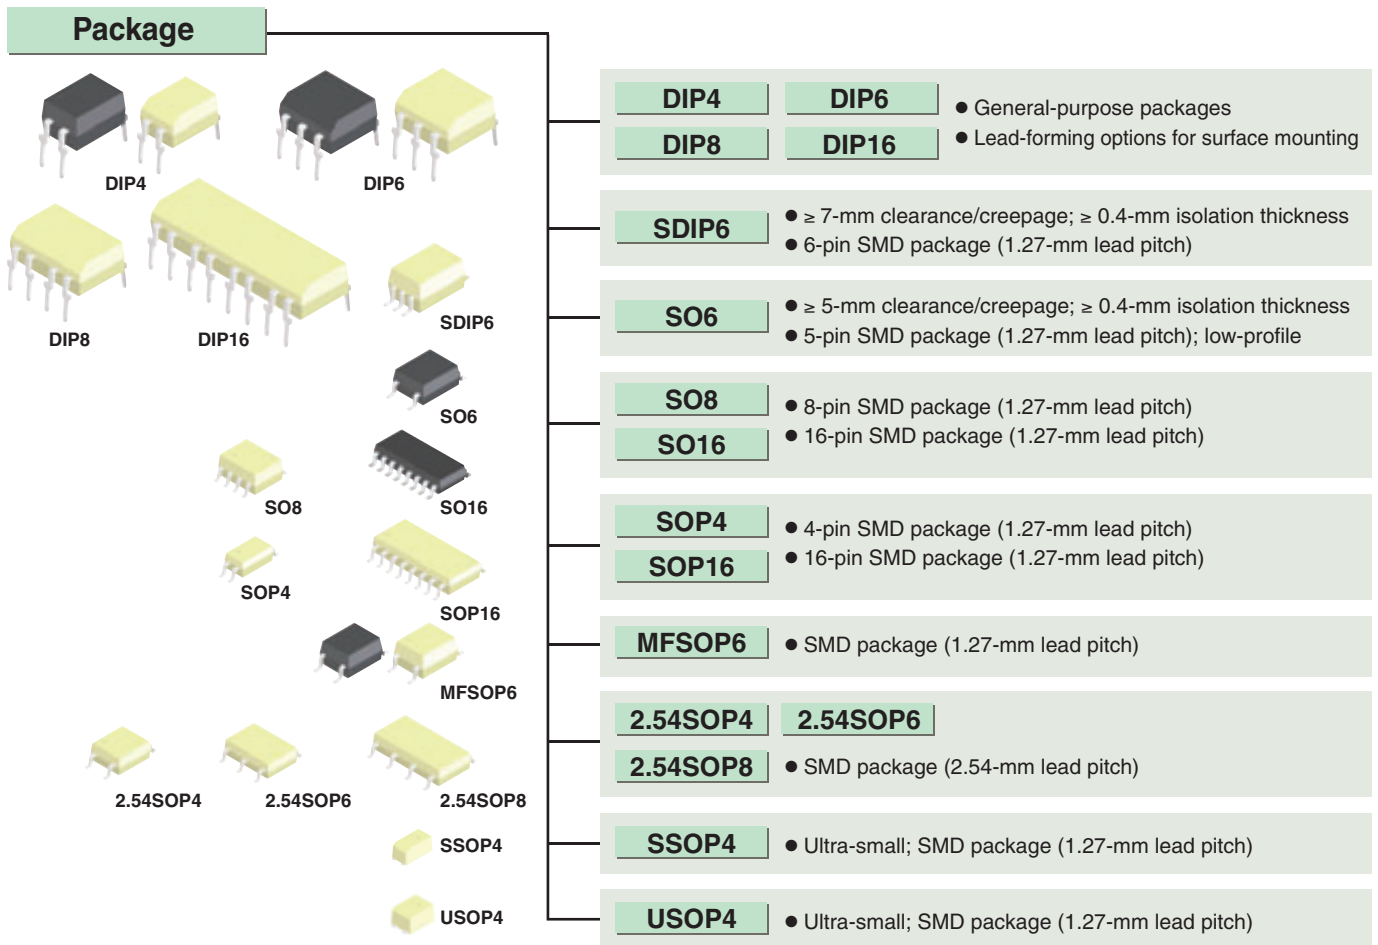 Package
DIP4
DIP6
DIP8
DIP16
SDIP6
SO6
SO8
SO16
SOP4
SOP16
MFSOP6
2.54SOP4
2.54SOP6
2.54SOP8
SSOP4
USOP4
DIP4 DIP6
DIP8 DIP16
● General-purpose packages
● Lead-forming options for surface mounting
SDIP6
● ≥ 7-mm clearance/creepage; ≥ 0.4-mm isolation thickness
● 6-pin SMD package (1.27-mm lead pitch)
SO6
● ≥ 5-mm clearance/creepage; ≥ 0.4-mm isolation thickness
● 5-pin SMD package (1.27-mm lead pitch); low-profile
SO8
SO16
● 8-pin SMD package (1.27-mm lead pitch)
● 16-pin SMD package (1.27-mm lead pitch)
SOP4
SOP16
● 4-pin SMD package (1.27-mm lead pitch)
● 16-pin SMD package (1.27-mm lead pitch)
MFSOP6
● SMD package (1.27-mm lead pitch)
2.54SOP4 2.54SOP6
2.54SOP8
● SMD package (2.54-mm lead pitch)
SSOP4
● Ultra-small; SMD package (1.27-mm lead pitch)
USOP4
● Ultra-small; SMD package (1.27-mm lead pitch)